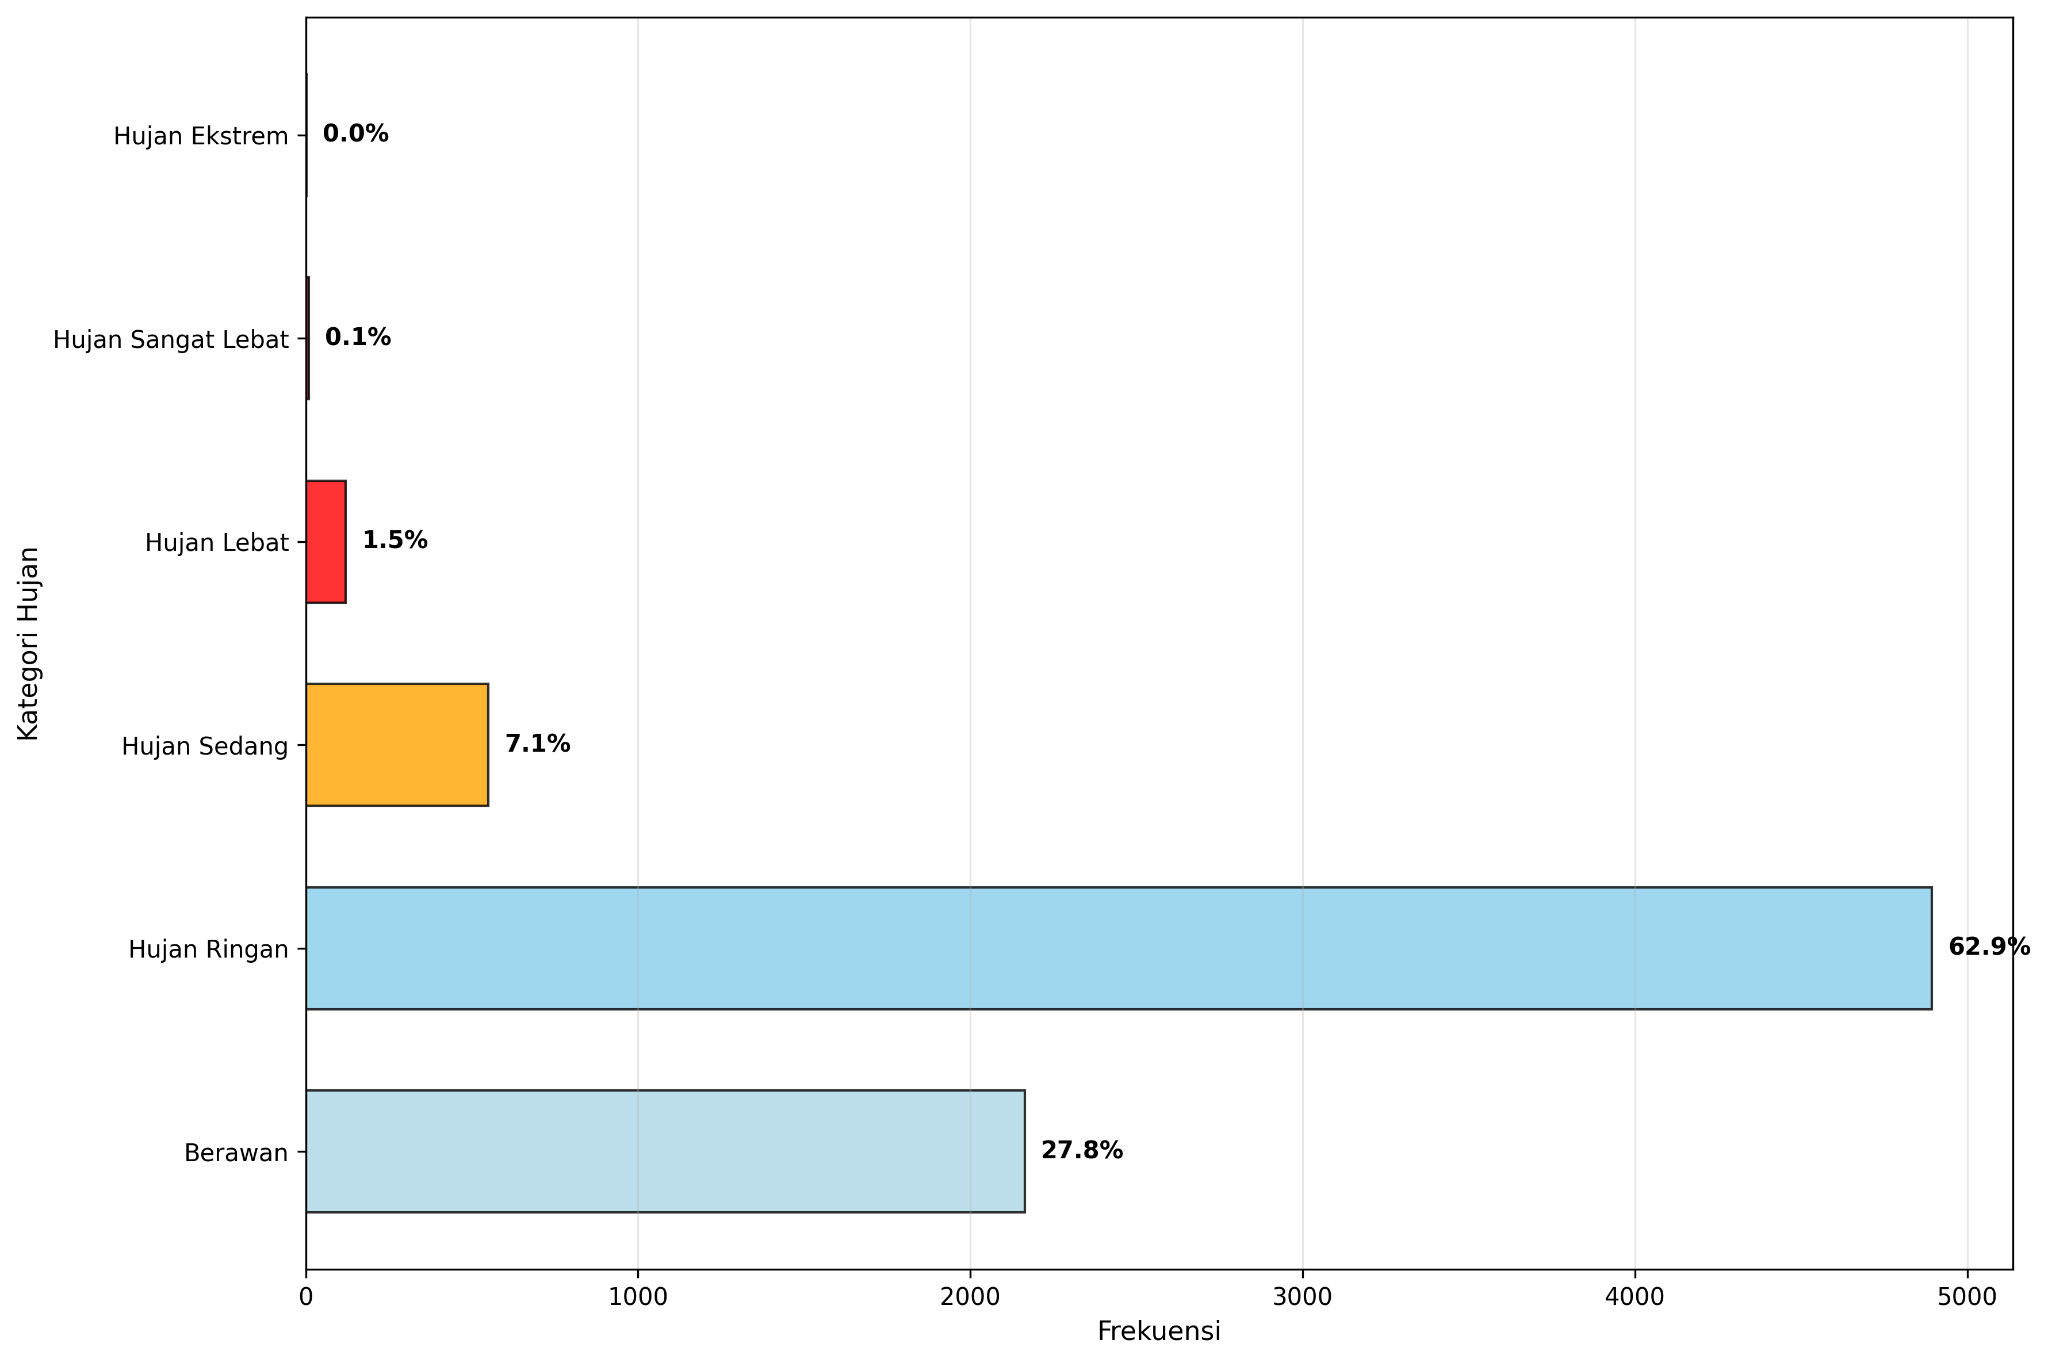 Hujan Ekstrem
0.0%
Hujan Sangat Lebat
0.1%
Hujan Lebat
1.5%
Kategori Hujan
Hujan Sedang
7.1%
Hujan Ringan
62.9%
Berawan
27.8%
0 1000 2000 3000 4000 5000
Frekuensi